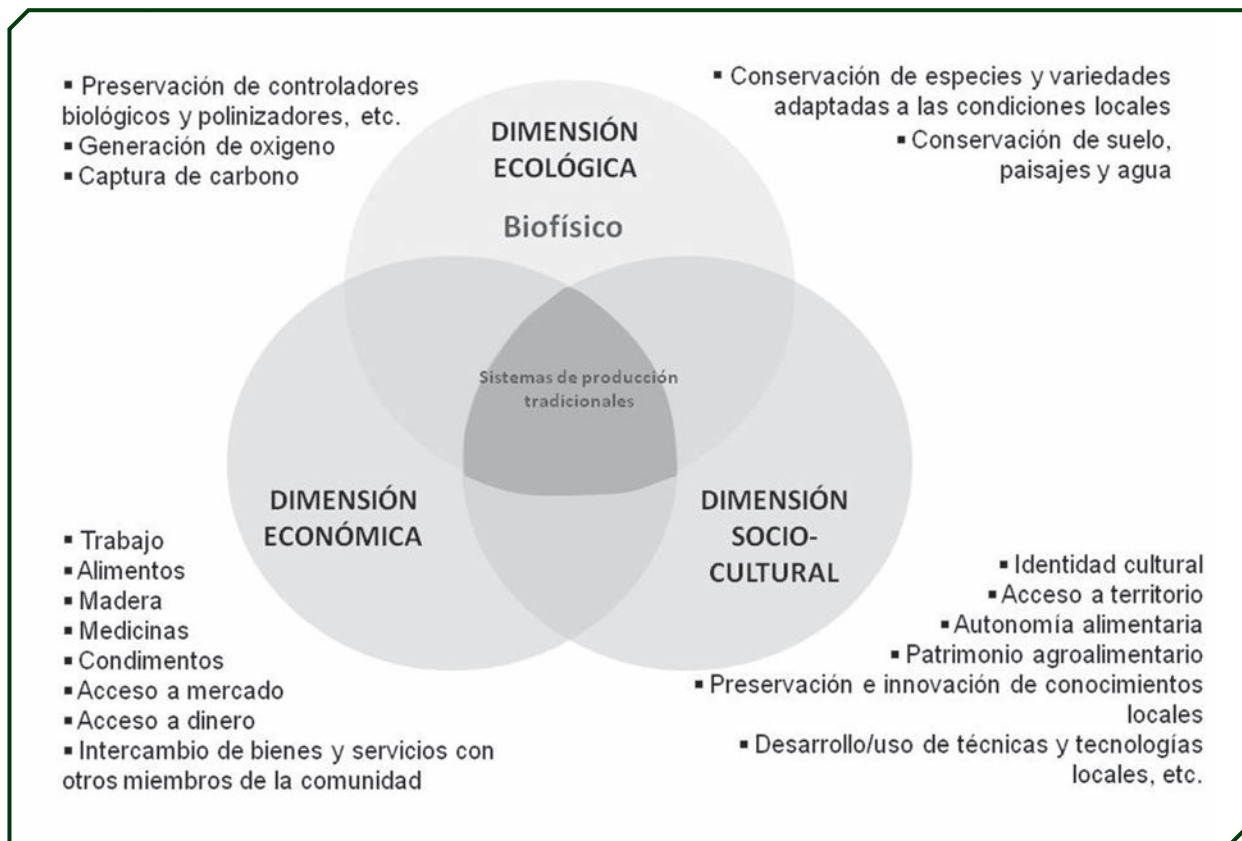 ▪ Preservación de controladores
biológicos y polinizadores, etc.
▪ Generación de oxigeno
▪ Captura de carbono
▪ Conservación de especies y variedades
adaptadas a las condiciones locales
▪ Conservación de suelo,
paisajes y agua
DIMENSIÓN
ECOLÓGICA
Biofísico
Sistemas de producción
tradicionales
DIMENSIÓN
ECONÓMICA
DIMENSIÓN
SOCIO-
CULTURAL
▪ Trabajo
▪ Alimentos
▪ Madera
▪ Medicinas
▪ Condimentos
▪ Acceso a mercado
▪ Acceso a dinero
▪ Intercambio de bienes y servicios con
otros miembros de la comunidad
▪ Identidad cultural
▪ Acceso a territorio
▪ Autonomía alimentaria
▪ Patrimonio agroalimentario
▪ Preservación e innovación de conocimientos
locales
▪ Desarrollo/uso de técnicas y tecnologías
locales, etc.